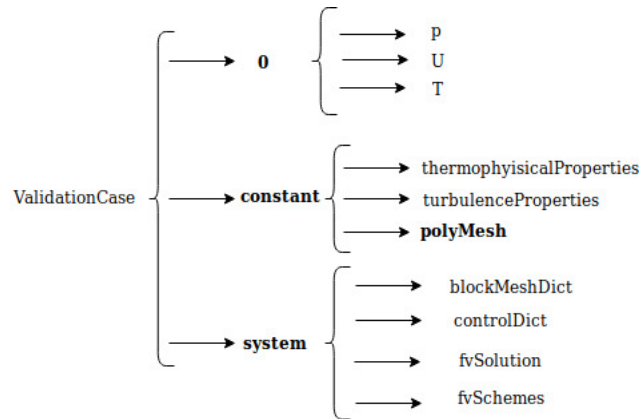 ValidationCase
0
p
U
T
constant
thermophyisicalProperties
turbulenceProperties
polyMesh
system
blockMeshDict
controlDict
fvSolution
fvSchemes